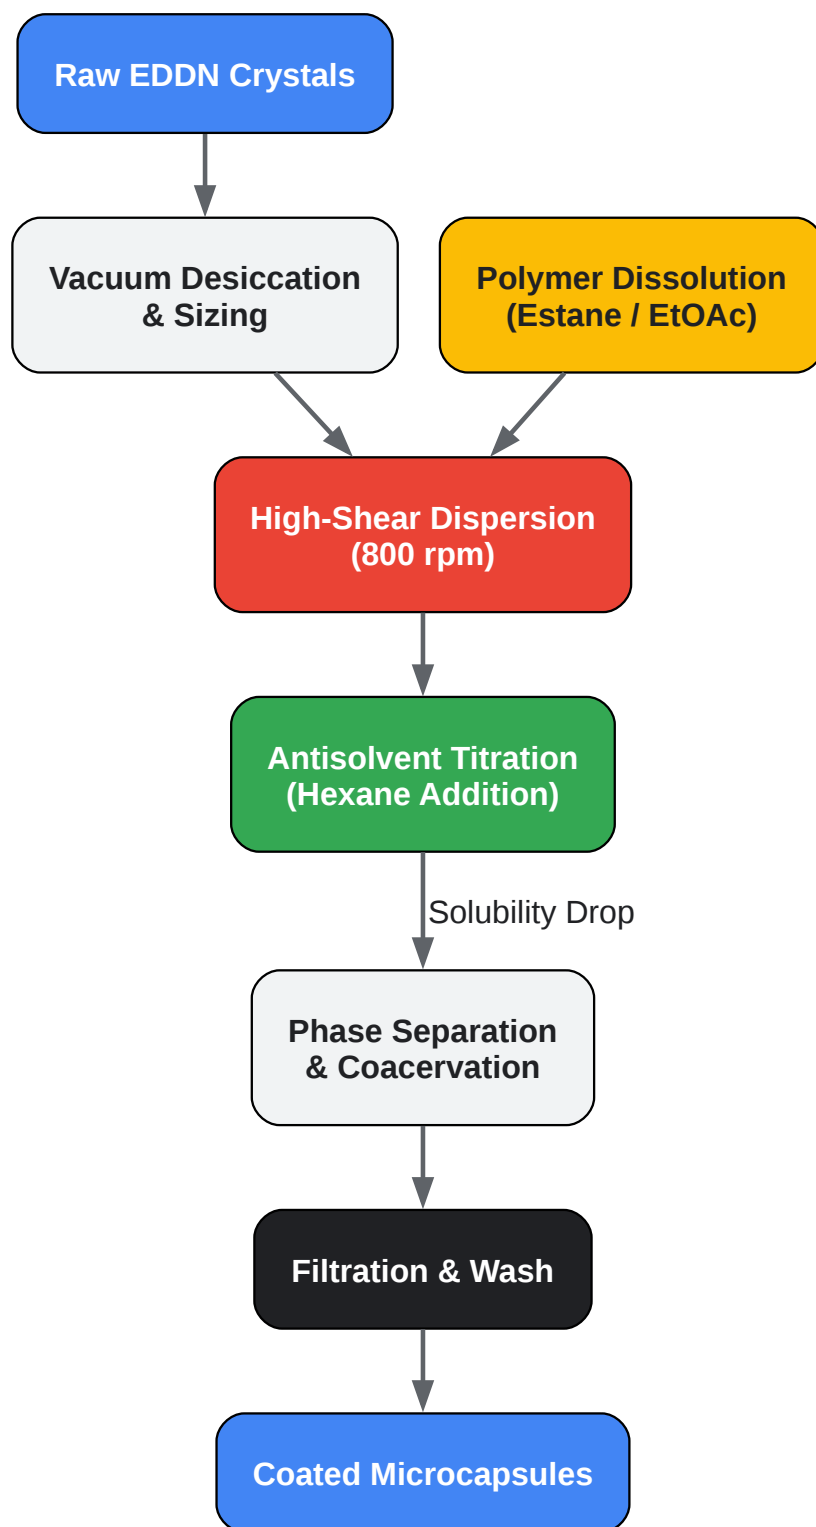 Raw EDDN Crystals
Vacuum Desiccation
& Sizing
Polymer Dissolution
(Estane / EtOAc)
High-Shear Dispersion
(800 rpm)
Antisolvent Titration
(Hexane Addition)
Solubility Drop
Phase Separation
& Coacervation
Filtration & Wash
Coated Microcapsules